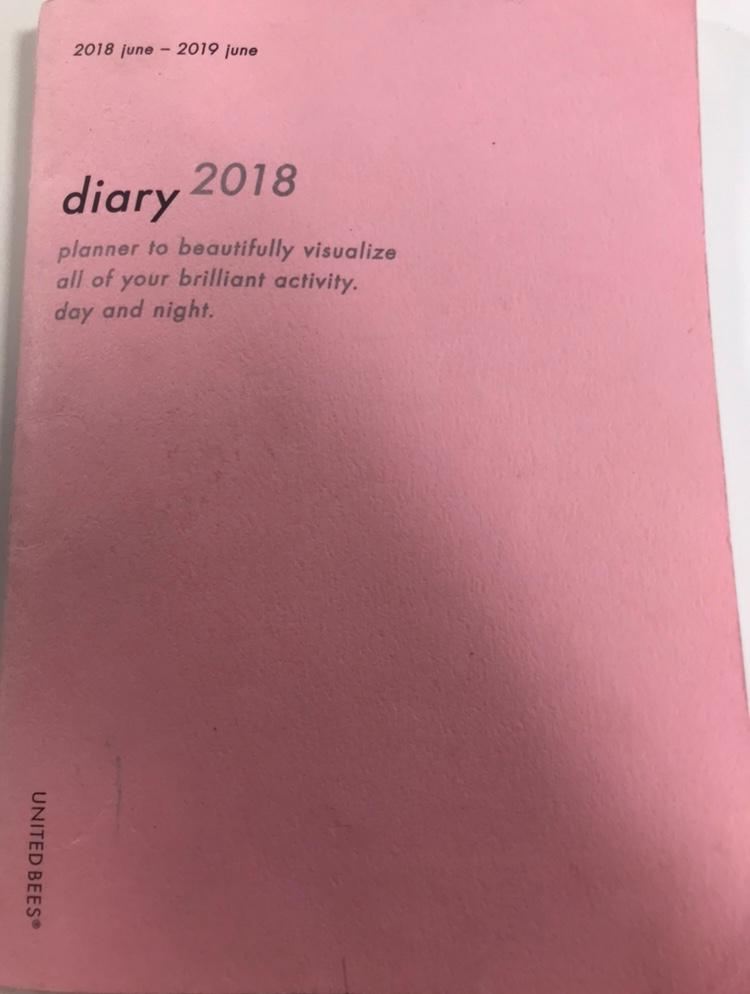 2018 june – 2019 june
diary 2018
planner to beautifully visualize
all of your brilliant activity.
day and night.
UNITED BEES®